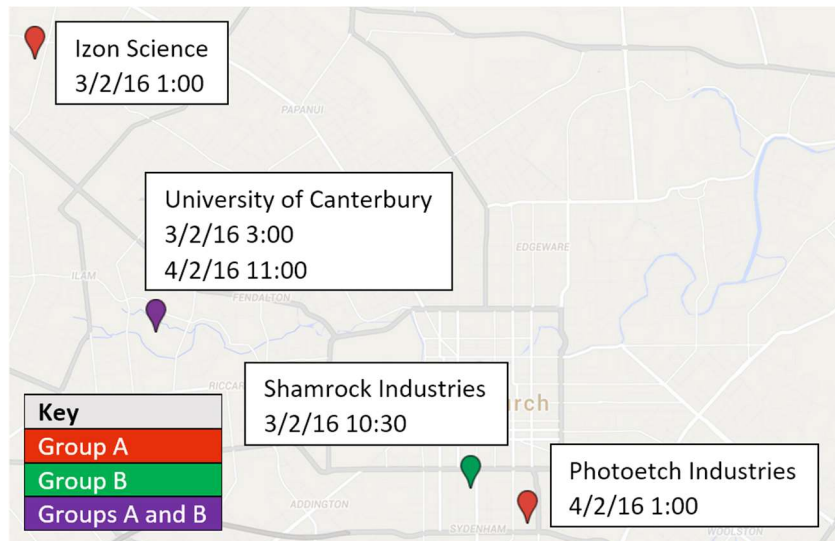 Izon Science
3/2/16 1:00
PAPANUI
University of Canterbury
3/2/16 3:00
4/2/16 11:00
EDGEWARE
ILAM
FENDALTON
Shamrock Industries
3/2/16 10:30
RICCAR
urch
Key
Group A
Group B
Groups A and B
Photoetch Industries
4/2/16 1:00
ADDINGTON
SYDENHAM
WOOLSTON